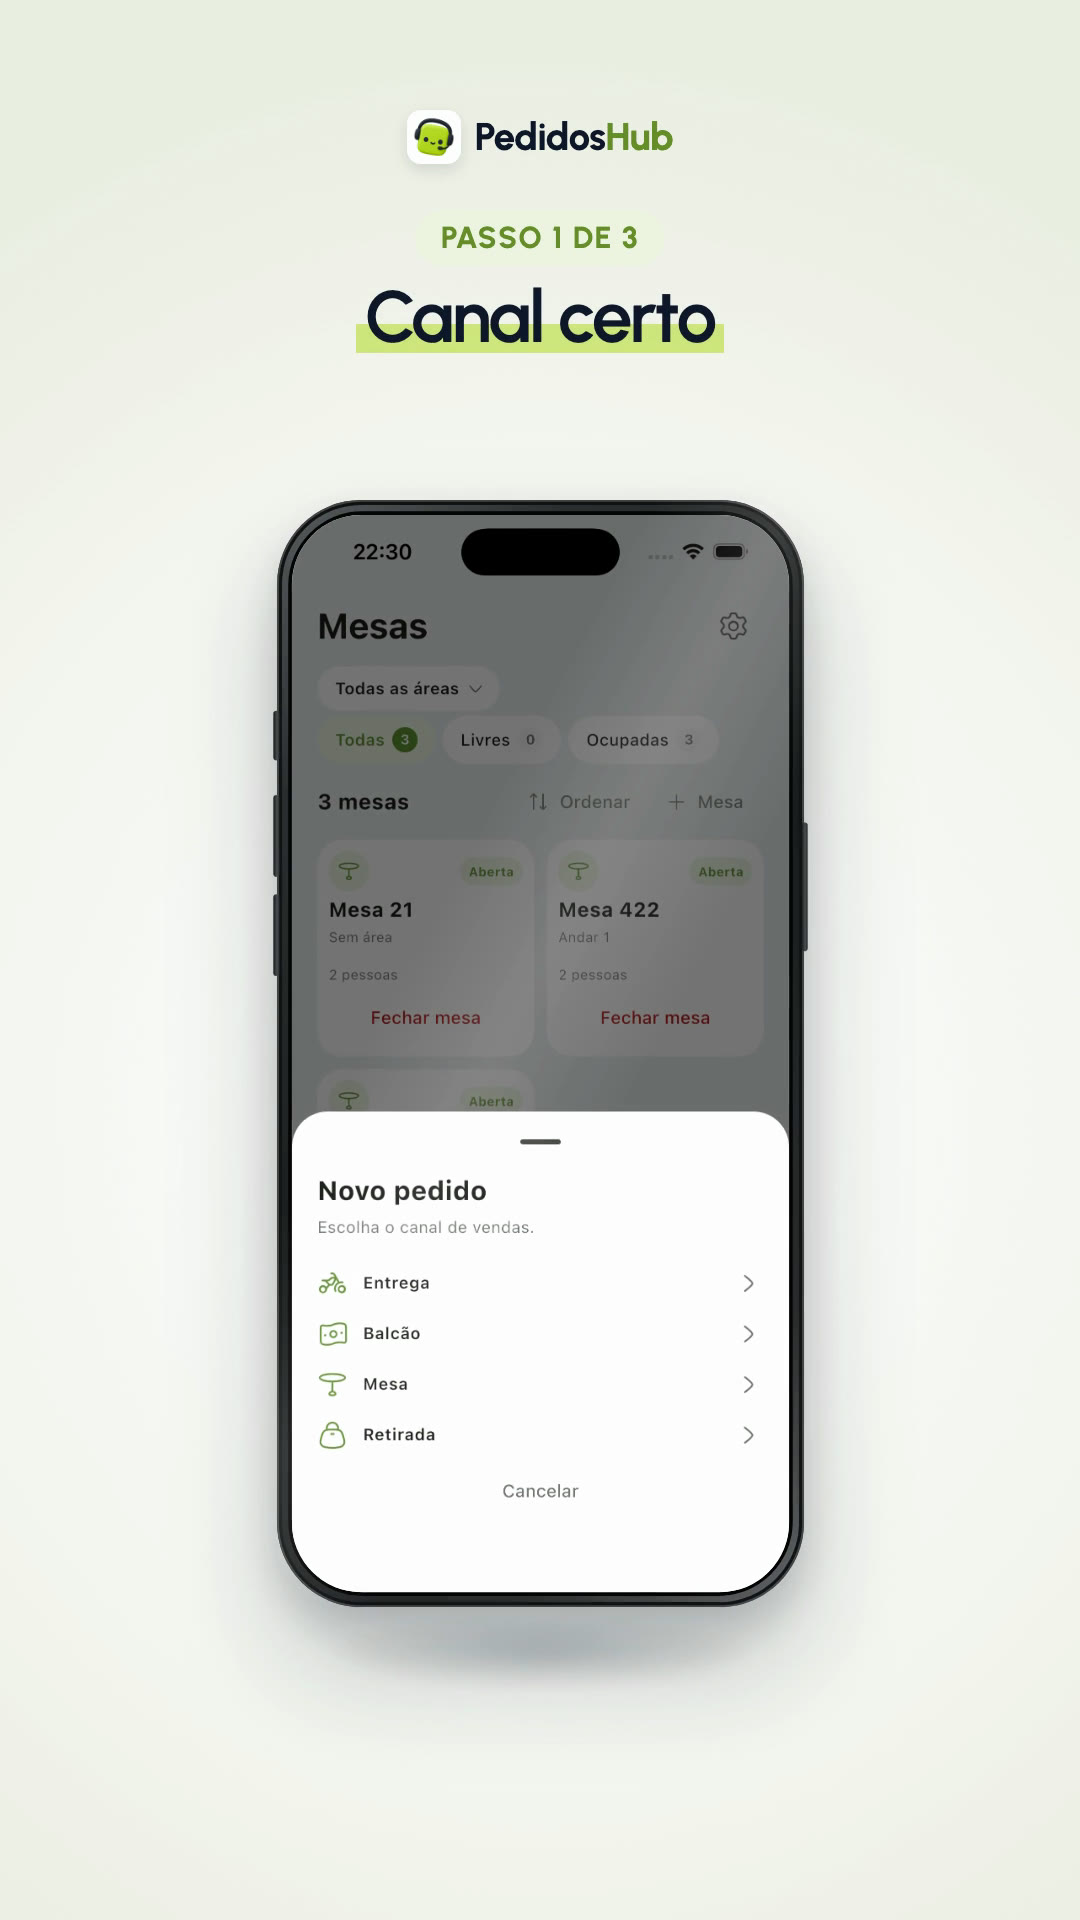 PedidosHub
PASSO 1 DE 3
Canal certo
22:30
Mesas
Todas as áreas
Todas 3 Livres 0 Ocupadas 3
3 mesas Ordenar Mesa
Aberta Aberta
Mesa 21 Mesa 422
Sem área Andar 1
2 pessoas 2 pessoas
Fechar mesa Fechar mesa
Aberta
Novo pedido
Escolha o canal de vendas.
Entrega
Balcão
Mesa
Retirada
Cancelar